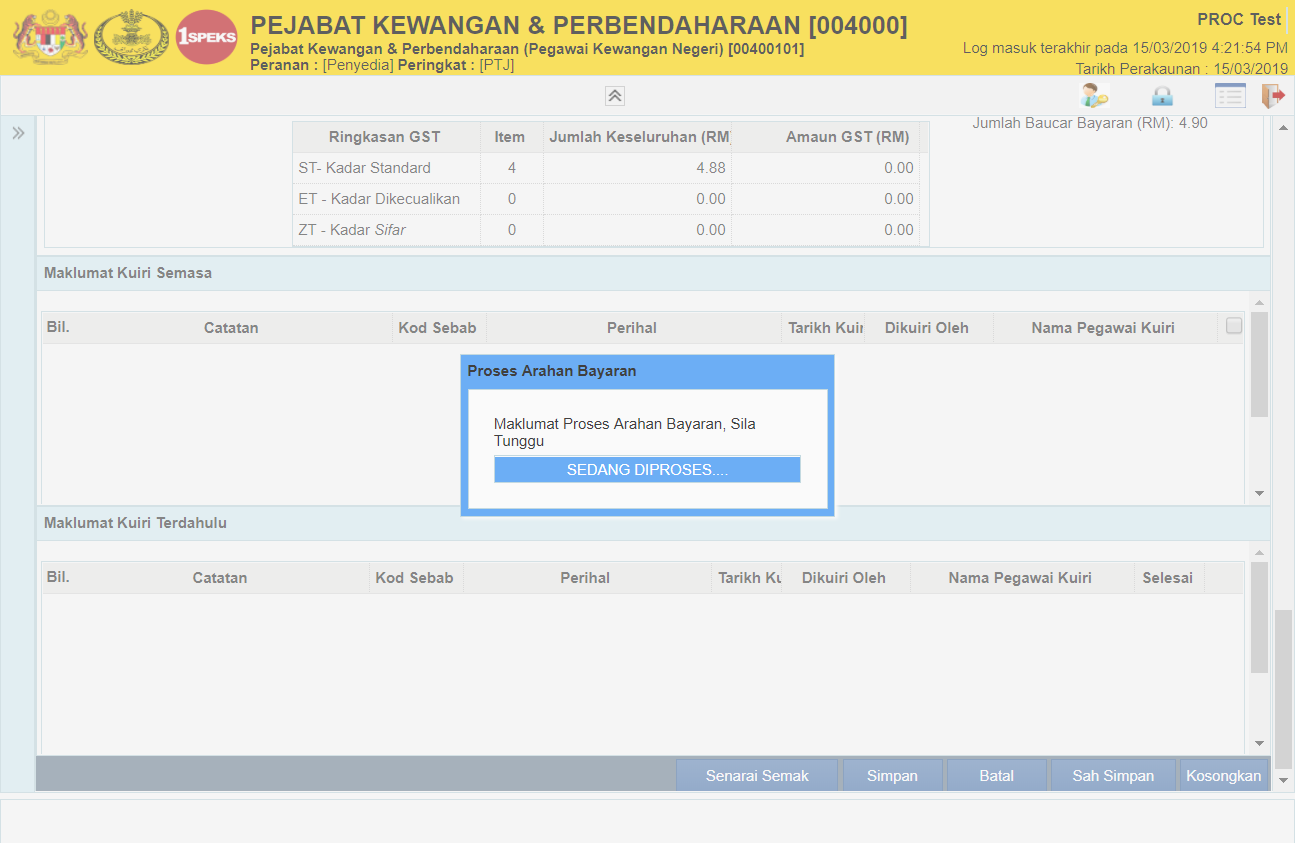 1SPEKS
PEJABAT KEWANGAN & PERBENDAHARAAN [004000]
Pejabat Kewangan & Perbendaharaan (Pegawai Kewangan Negeri) [00400101]
Peranan : [Penyedia] Peringkat : [PTJ]
PROC Test
Log masuk terakhir pada 15/03/2019 4:21:54 PM
Tarikh Perakaunan : 15/03/2019
Jumlah Baucar Bayaran (RM): 4.90
Ringkasan GST Item Jumlah Keseluruhan (RM) Amaun GST (RM)
ST- Kadar Standard 4 4.88 0.00
ET - Kadar Dikecualikan 0 0.00 0.00
ZT - Kadar Sifar 0 0.00 0.00
Maklumat Kuiri Semasa
Bil. Catatan Kod Sebab Perihal Tarikh Kuir Dikuiri Oleh Nama Pegawai Kuiri
Proses Arahan Bayaran
Maklumat Proses Arahan Bayaran, Sila
Tunggu
SEDANG DIPROSES....
Maklumat Kuiri Terdahulu
Bil. Catatan Kod Sebab Perihal Tarikh Ku Dikuiri Oleh Nama Pegawai Kuiri Selesai
Senarai Semak Simpan Batal Sah Simpan Kosongkan